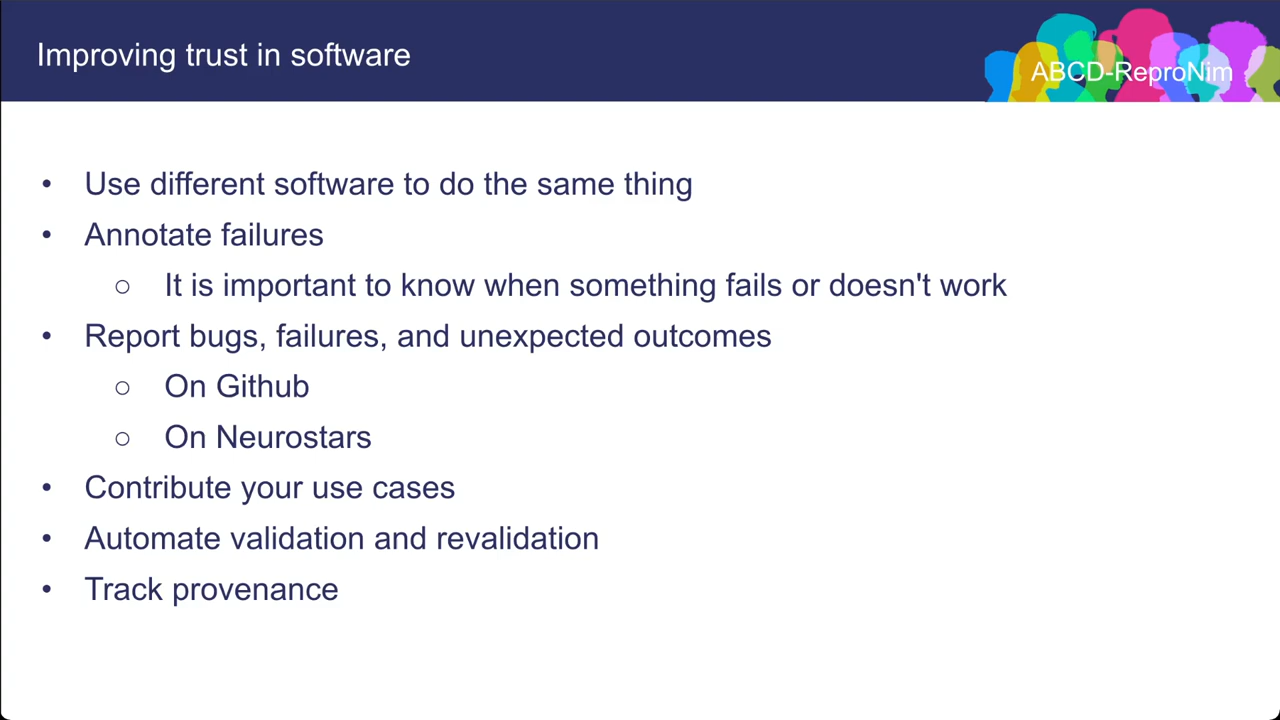 Improving trust in software
ABCD-ReproNim
• Use different software to do the same thing
• Annotate failures
○ It is important to know when something fails or doesn't work
• Report bugs, failures, and unexpected outcomes
○ On Github
○ On Neurostars
• Contribute your use cases
• Automate validation and revalidation
• Track provenance